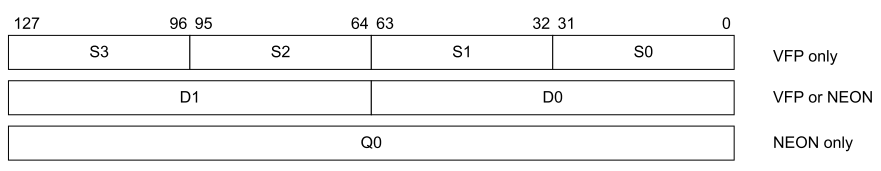 127 96 95 64 63 32 31 0
S3 S2 S1 S0 VFP only
D1 D0 VFP or NEON
Q0 NEON only